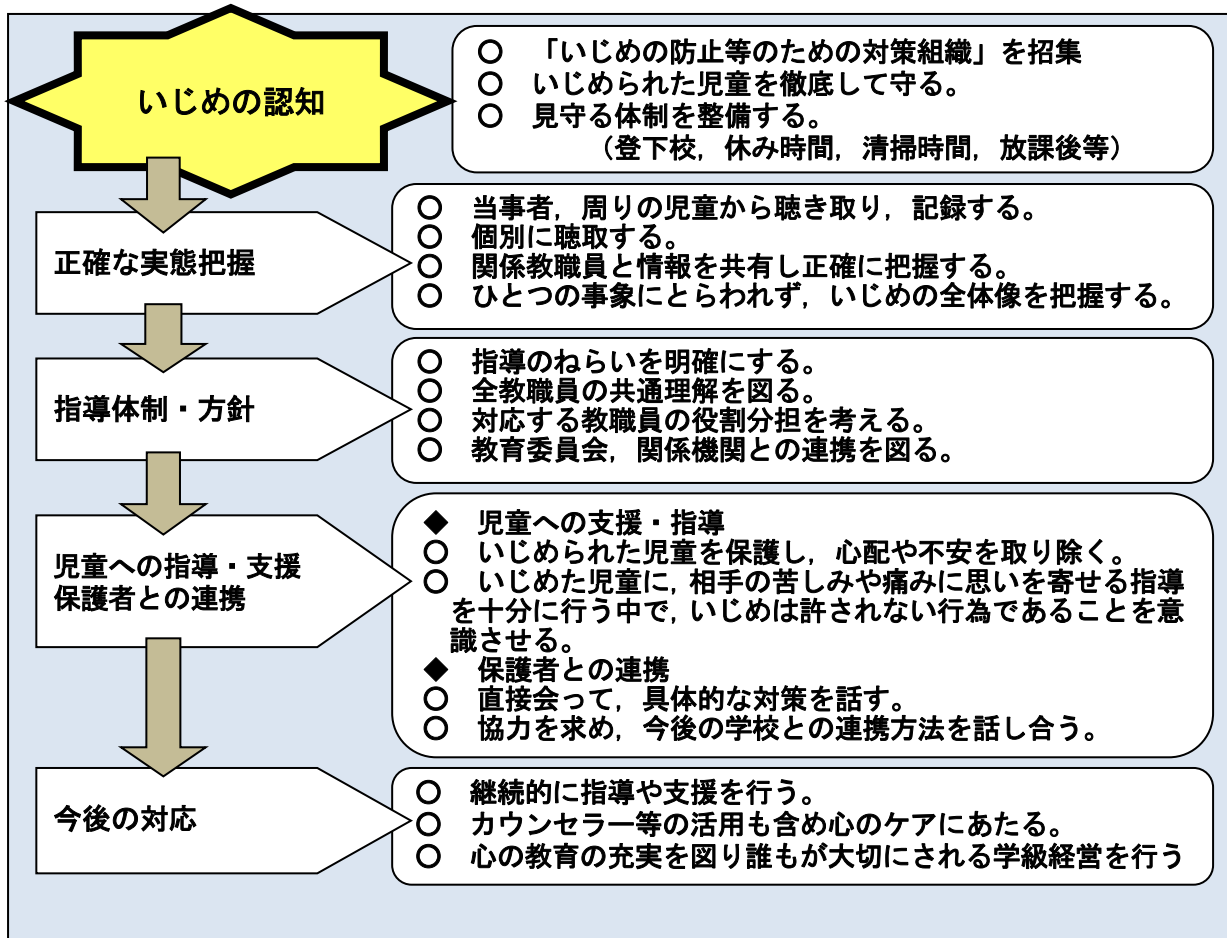 いじめの認知
○　「いじめの防止等のための対策組織」を招集
○　いじめられた児童を徹底して守る。
○　見守る体制を整備する。
（登下校，休み時間，清掃時間，放課後等）
正確な実態把握
○　当事者，周りの児童から聴き取り，記録する。
○　個別に聴取する。
○　関係教職員と情報を共有し正確に把握する。
○　ひとつの事象にとらわれず，いじめの全体像を把握する。
指導体制・方針
○　指導のねらいを明確にする。
○　全教職員の共通理解を図る。
○　対応する教職員の役割分担を考える。
○　教育委員会，関係機関との連携を図る。
児童への指導・支援
保護者との連携
◆　児童への支援・指導
○　いじめられた児童を保護し，心配や不安を取り除く。
○　いじめた児童に，相手の苦しみや痛みに思いを寄せる指導
を十分に行う中で，いじめは許されない行為であることを意
識させる。
◆　保護者との連携
○　直接会って，具体的な対策を話す。
○　協力を求め，今後の学校との連携方法を話し合う。
今後の対応
○　継続的に指導や支援を行う。
○　カウンセラー等の活用も含め心のケアにあたる。
○　心の教育の充実を図り誰もが大切にされる学級経営を行う